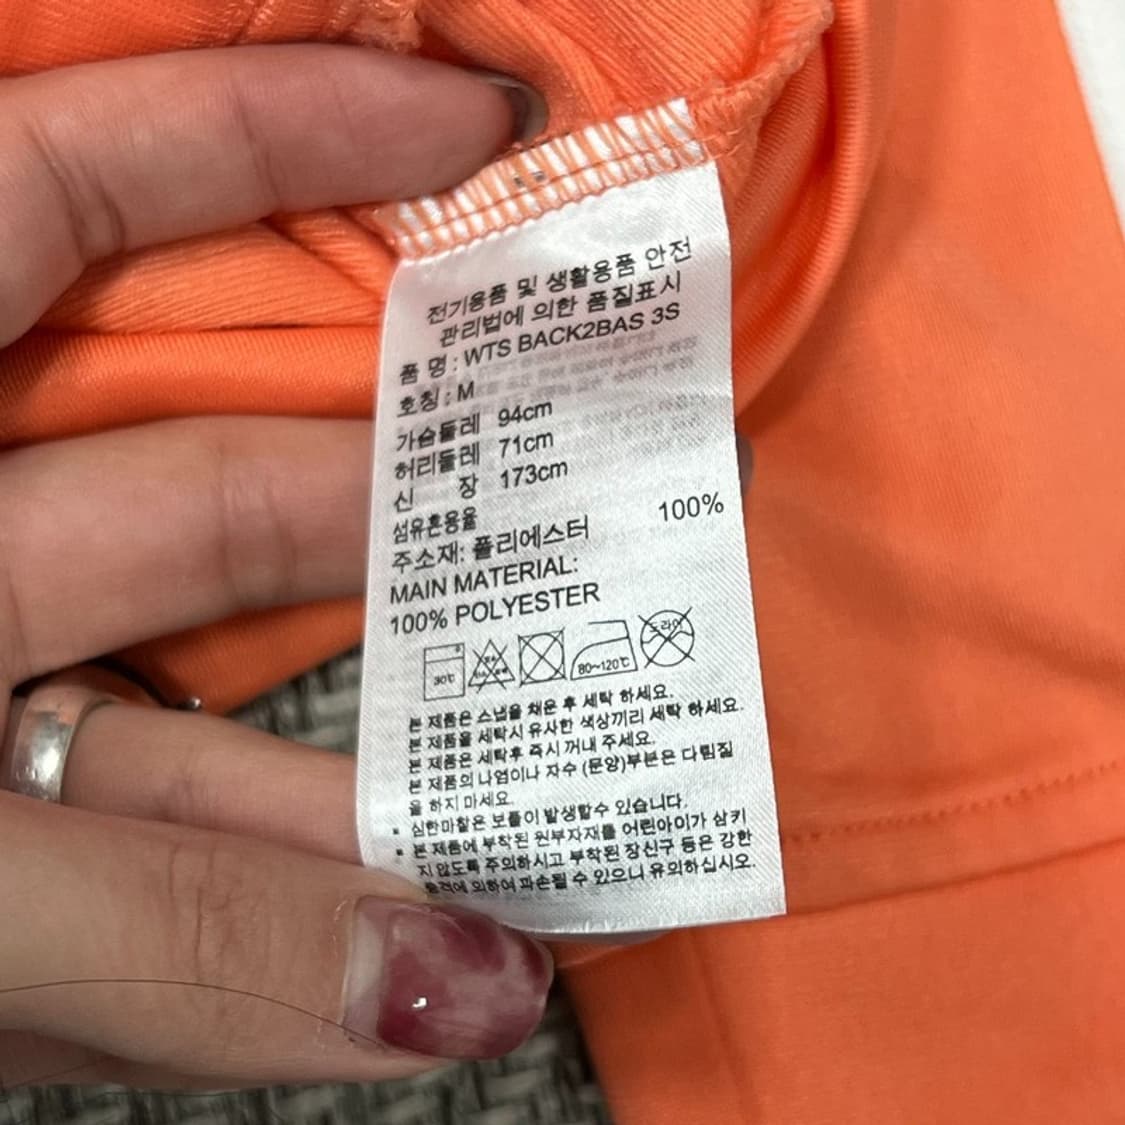 전기용품 및 생활용품 안전
관리법에 의한 품질표시
품 명 : WTS BACK2BAS 3S
호칭 : M
가슴둘레 94cm
허리둘레 71cm
신 장 173cm
섬유혼용율
주소재: 폴리에스터 100%
MAIN MATERIAL:
100% POLYESTER
30℃ 80~120℃ 드라이
본 제품은 스냅을 채운 후 세탁 하세요.
본 제품을 세탁시 유사한 색상끼리 세탁 하세요.
본 제품은 세탁후 즉시 꺼내 주세요.
본 제품의 나염이나 자수 (문양)부분은 다림질
을 하지 마세요.
▪ 심한마찰은 보풀이 발생할수 있습니다.
▪ 본 제품에 부착된 원부자재를 어린아이가 삼키
지 않도록 주의하시고 부착된 장신구 등은 강한
충격에 의하여 파손될 수 있으니 유의하십시오.